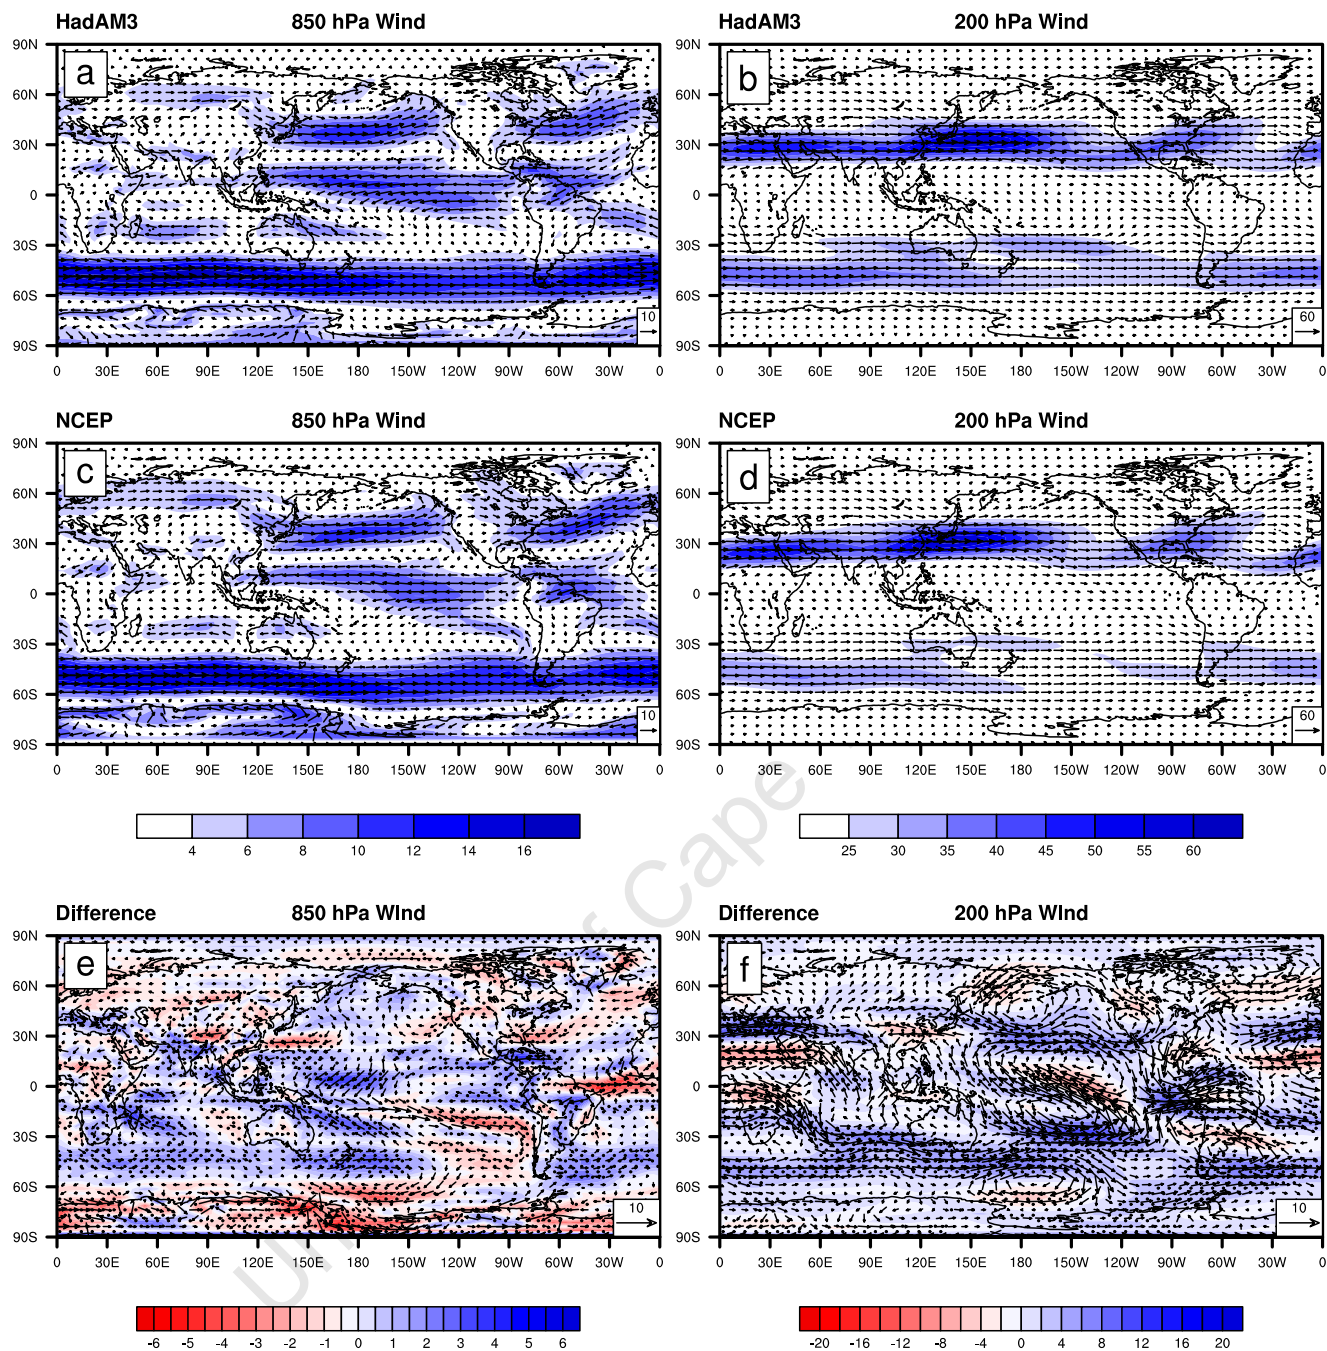 HadAM3 850 hPa Wind
a
90N
60N
30N
0
30S
60S
90S
10
0 30E 60E 90E 120E 150E 180 150W 120W 90W 60W 30W 0
HadAM3 200 hPa Wind
b
90N
60N
30N
0
30S
60S
90S
60
0 30E 60E 90E 120E 150E 180 150W 120W 90W 60W 30W 0
NCEP 850 hPa Wind
c
90N
60N
30N
0
30S
60S
90S
10
0 30E 60E 90E 120E 150E 180 150W 120W 90W 60W 30W 0
NCEP 200 hPa Wind
d
90N
60N
30N
0
30S
60S
90S
60
0 30E 60E 90E 120E 150E 180 150W 120W 90W 60W 30W 0
4 6 8 10 12 14 16
25 30 35 40 45 50 55 60
Difference 850 hPa WInd
e
90N
60N
30N
0
30S
60S
90S
10
0 30E 60E 90E 120E 150E 180 150W 120W 90W 60W 30W 0
Difference 200 hPa WInd
f
90N
60N
30N
0
30S
60S
90S
10
0 30E 60E 90E 120E 150E 180 150W 120W 90W 60W 30W 0
-6 -5 -4 -3 -2 -1 0 1 2 3 4 5 6
-20 -16 -12 -8 -4 0 4 8 12 16 20
Cape